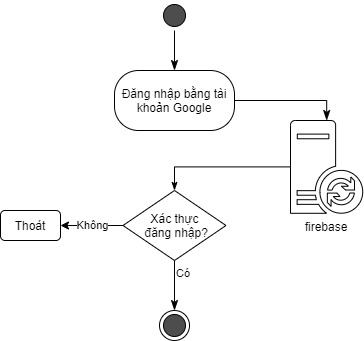 Đăng nhập bằng tài
khoản Google
firebase
Xác thực
đăng nhập?
Không
Thoát
Có